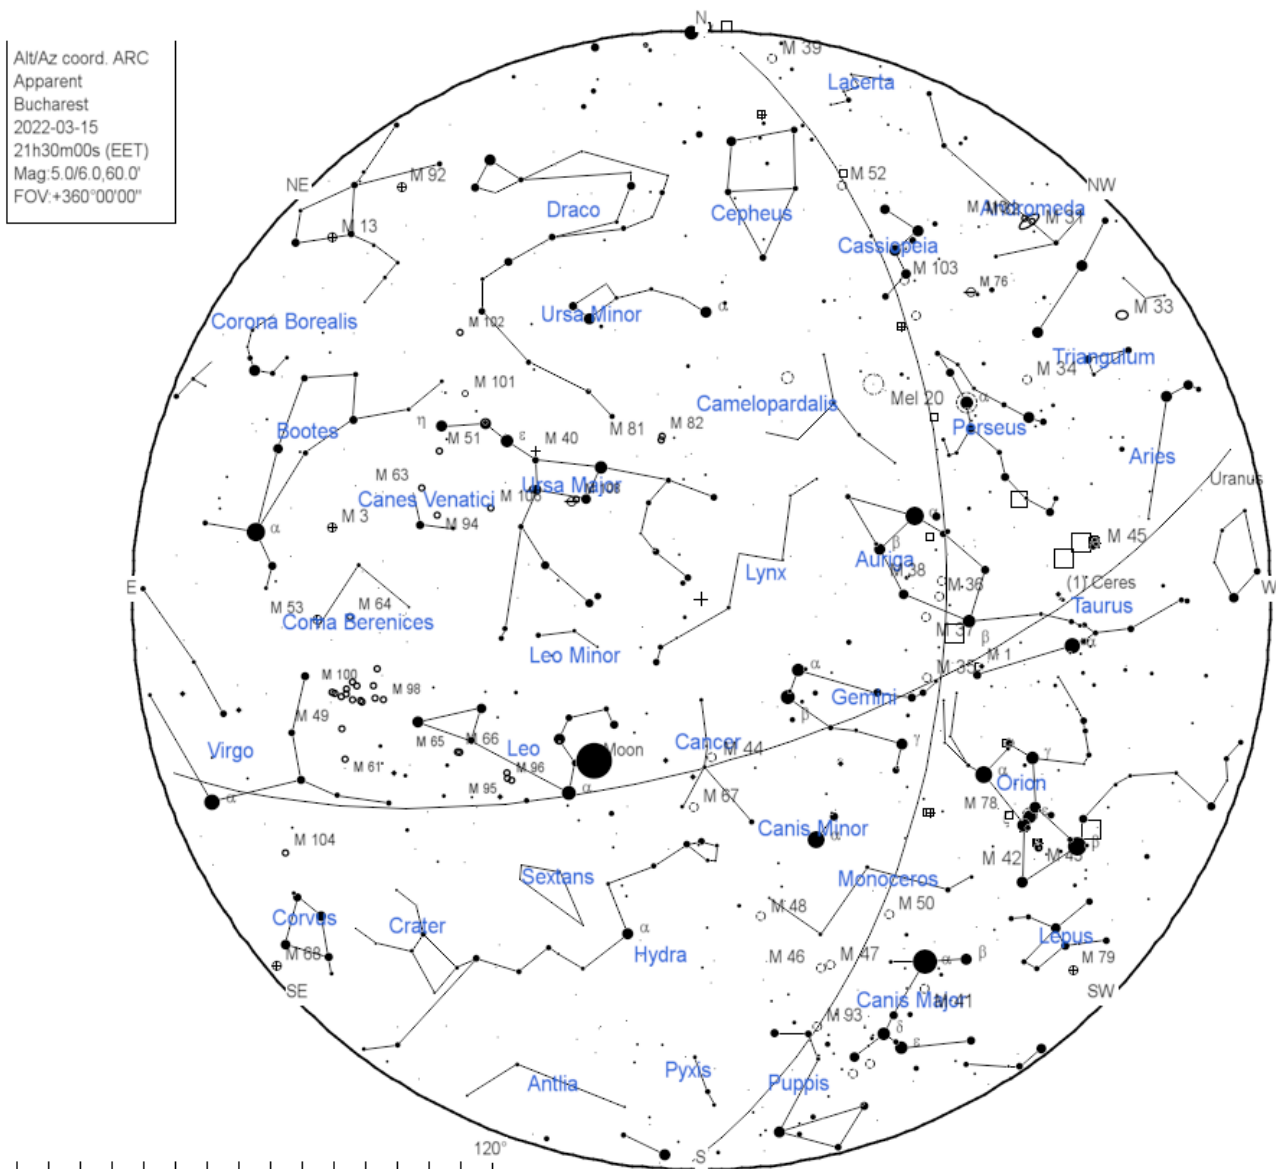 N
M 39
Alt/Az coord. ARC
Apparent
Bucharest
2022-03-15
21h30m00s (EET)
Mag:5.0/6.0,60.0'
FOV:+360°00'00"
Lacerta
NE
M 92
M 52
NW
Draco
Cepheus
Andromeda
M 31
M 13
Cassiopeia
M 103
M 76
M 33
Corona Borealis
M 102
Ursa Minor
α
Triangulum
M 34
M 101
Camelopardalis
Mel 20
α
Perseus
Bootes
η
M 51
ε
M 40
M 81
M 82
Aries
M 63
Ursa Major
Uranus
Canes Venatici
M 106
M 108
α
M 3
M 94
α
β
M 45
Auriga
M 38
Lynx
M 36
(1) Ceres
E
W
M 53
M 64
Coma Berenices
Taurus
M 37
β
α
Leo Minor
M 1
M 100
M 98
α
Gemini
M 35
β
M 49
Virgo
M 65
M 66
Leo
Moon
Cancer
M 44
γ
γ
M 61
M 96
M 95
α
α
α
Orion
M 67
M 78
ε
ζ
Canis Minor
α
M 104
M 42
M 43
β
Sextans
Monoceros
M 48
M 50
Corvus
Crater
α
Hydra
Lepus
M 68
M 46
M 47
α
β
M 79
SE
Canis Major
M 41
SW
M 93
δ
ε
Antlia
Pyxis
Puppis
120°
S